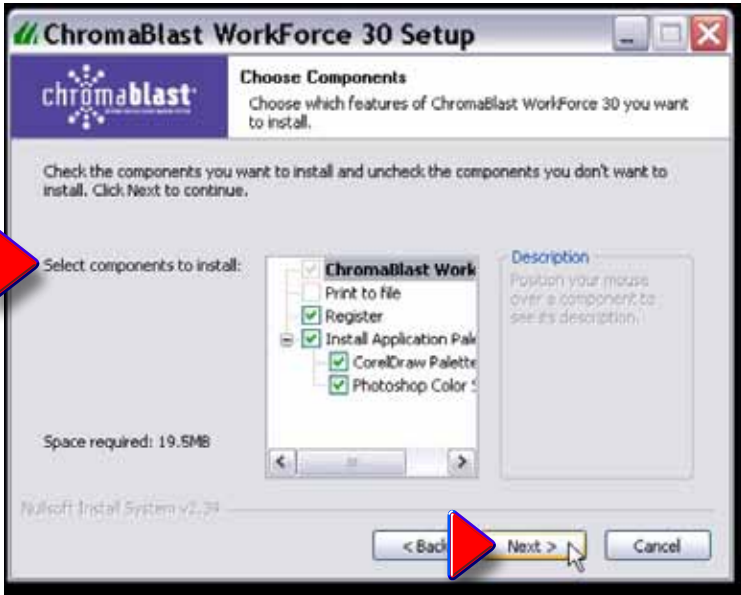 ChromaBlast WorkForce 30 Setup
chromablast
Choose Components
Choose which features of ChromaBlast WorkForce 30 you want
to install.
Check the components you want to install and uncheck the components you don't want to
install. Click Next to continue.
Select components to install:
ChromaBlast Work
Print to file
Register
Install Application Pale
CorelDraw Palette
Photoshop Color S
Description
Position your mouse
over a component to
see its description.
Space required: 19.5MB
Nullsoft Install System v2.39
< Back
Next >
Cancel